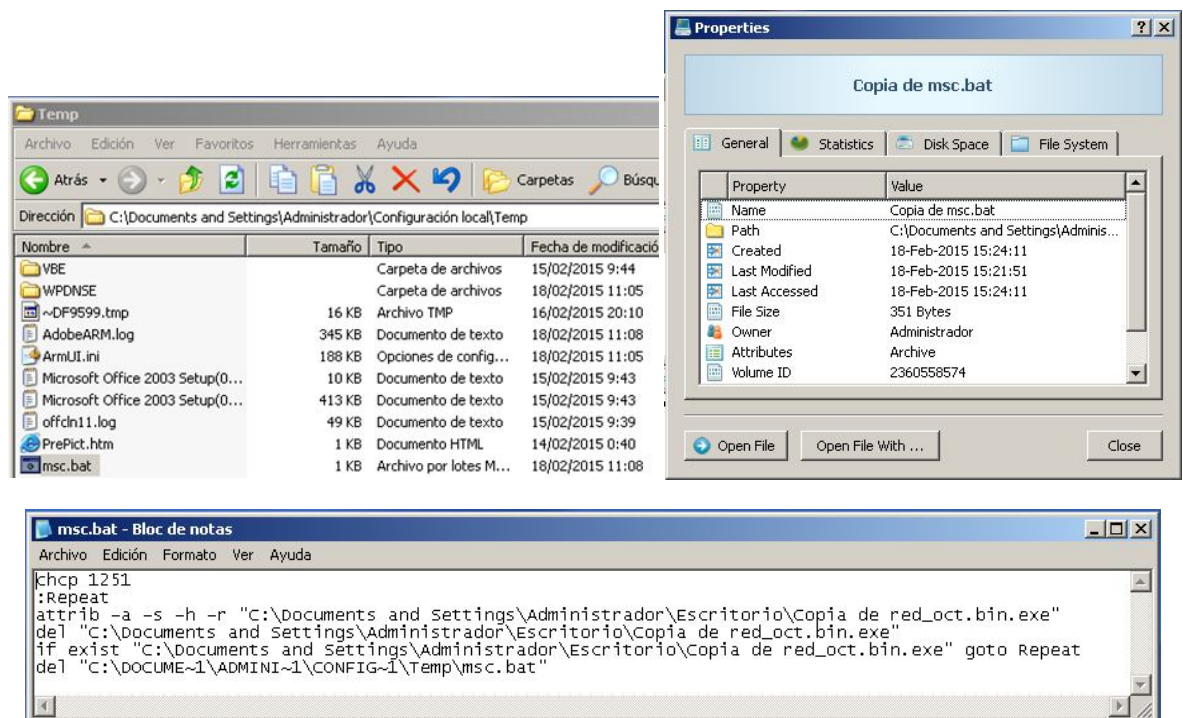 Temp
Archivo Edición Ver Favoritos Herramientas Ayuda
Atrás Carpetas Búsqu
Dirección C:\Documents and Settings\Administrador\Configuración local\Temp
Nombre Tamaño Tipo Fecha de modificació
VBE Carpeta de archivos 15/02/2015 9:44
WPDNSE Carpeta de archivos 18/02/2015 11:05
~DF9599.tmp 16 KB Archivo TMP 16/02/2015 20:10
AdobeARM.log 345 KB Documento de texto 18/02/2015 11:08
ArmUI.ini 188 KB Opciones de config... 18/02/2015 11:05
Microsoft Office 2003 Setup(0... 10 KB Documento de texto 15/02/2015 9:43
Microsoft Office 2003 Setup(0... 413 KB Documento de texto 15/02/2015 9:43
offcln11.log 49 KB Documento de texto 15/02/2015 9:39
PrePict.htm 1 KB Documento HTML 14/02/2015 0:40
msc.bat 1 KB Archivo por lotes M... 18/02/2015 11:08
Properties
Copia de msc.bat
General Statistics Disk Space File System
Property Value
Name Copia de msc.bat
Path C:\Documents and Settings\Adminis...
Created 18-Feb-2015 15:24:11
Last Modified 18-Feb-2015 15:21:51
Last Accessed 18-Feb-2015 15:24:11
File Size 351 Bytes
Owner Administrador
Attributes Archive
Volume ID 2360558574
Open File Open File With ... Close
msc.bat - Bloc de notas
Archivo Edición Formato Ver Ayuda
chcp 1251
:Repeat
attrib -a -s -h -r "C:\Documents and Settings\Administrador\Escritorio\Copia de red_oct.bin.exe"
del "C:\Documents and Settings\Administrador\Escritorio\Copia de red_oct.bin.exe"
if exist "C:\Documents and Settings\Administrador\Escritorio\Copia de red_oct.bin.exe" goto Repeat
del "C:\DOCUME~1\ADMINI~1\CONFIG~1\Temp\msc.bat"